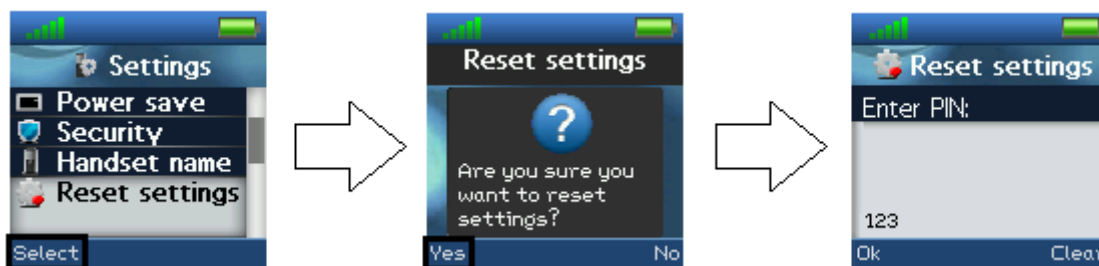 Settings
Power save
Security
Handset name
Reset settings
Select
Reset settings
?
Are you sure you
want to reset
settings?
Yes No
Reset settings
Enter PIN:
123
Ok Clear